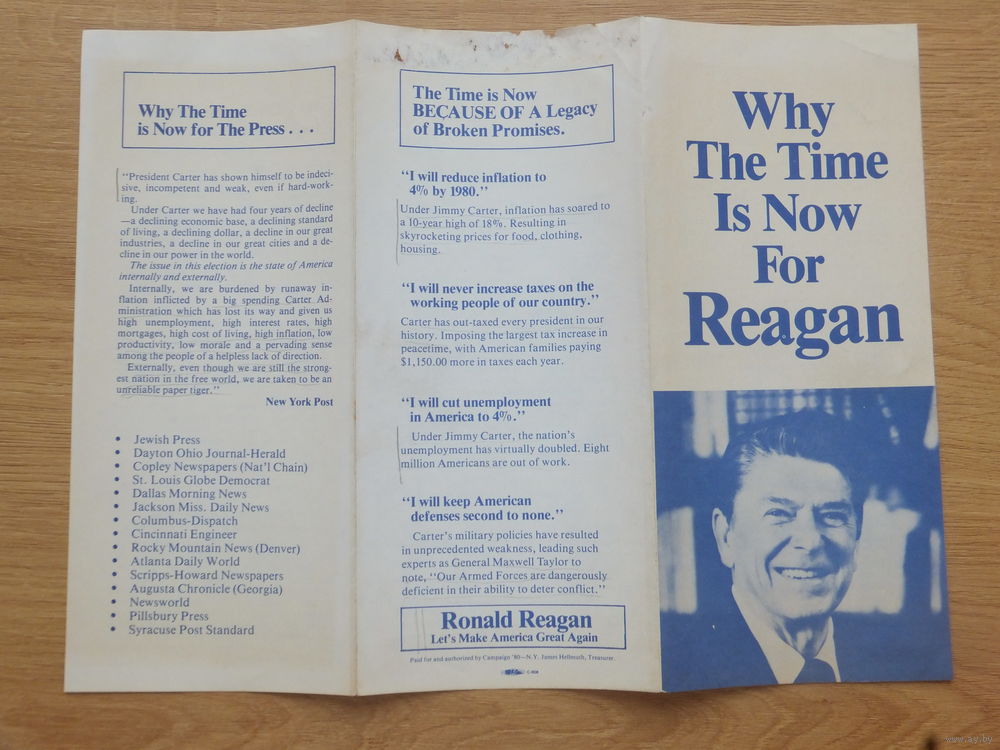 Why The Time
is Now for The Press . . .
“President Carter has shown himself to be indeci-
sive, incompetent and weak, even if hard-work-
ing.
Under Carter we have had four years of decline
—a declining economic base, a declining standard
of living, a declining dollar, a decline in our great
industries, a decline in our great cities and a de-
cline in our power in the world.
The issue in this election is the state of America
internally and externally.
Internally, we are burdened by runaway in-
flation inflicted by a big spending Carter Ad-
ministration which has lost its way and given us
high unemployment, high interest rates, high
mortgages, high cost of living, high inflation, low
productivity, low morale and a pervading sense
among the people of a helpless lack of direction.
Externally, even though we are still the strong-
est nation in the free world, we are taken to be an
unreliable paper tiger.”
New York Post
• Jewish Press
• Dayton Ohio Journal-Herald
• Copley Newspapers (Nat’l Chain)
• St. Louis Globe Democrat
• Dallas Morning News
• Jackson Miss. Daily News
• Columbus-Dispatch
• Cincinnati Engineer
• Rocky Mountain News (Denver)
• Atlanta Daily World
• Scripps-Howard Newspapers
• Augusta Chronicle (Georgia)
• Newsworld
• Pillsbury Press
• Syracuse Post Standard
The Time is Now
BECAUSE OF A Legacy
of Broken Promises.
“I will reduce inflation to
4% by 1980.”
Under Jimmy Carter, inflation has soared to
a 10-year high of 18%. Resulting in
skyrocketing prices for food, clothing,
housing.
“I will never increase taxes on the
working people of our country.”
Carter has out-taxed every president in our
history. Imposing the largest tax increase in
peacetime, with American families paying
$1,150.00 more in taxes each year.
“I will cut unemployment
in America to 4%.”
Under Jimmy Carter, the nation’s
unemployment has virtually doubled. Eight
million Americans are out of work.
“I will keep American
defenses second to none.”
Carter’s military policies have resulted
in unprecedented weakness, leading such
experts as General Maxwell Taylor to
note, “Our Armed Forces are dangerously
deficient in their ability to deter conflict.”
Ronald Reagan
Let’s Make America Great Again
Paid for and authorized by Campaign ’80—N.Y. James Hellmuth, Treasurer.
Why
The Time
Is Now
For
Reagan
www.ay.by